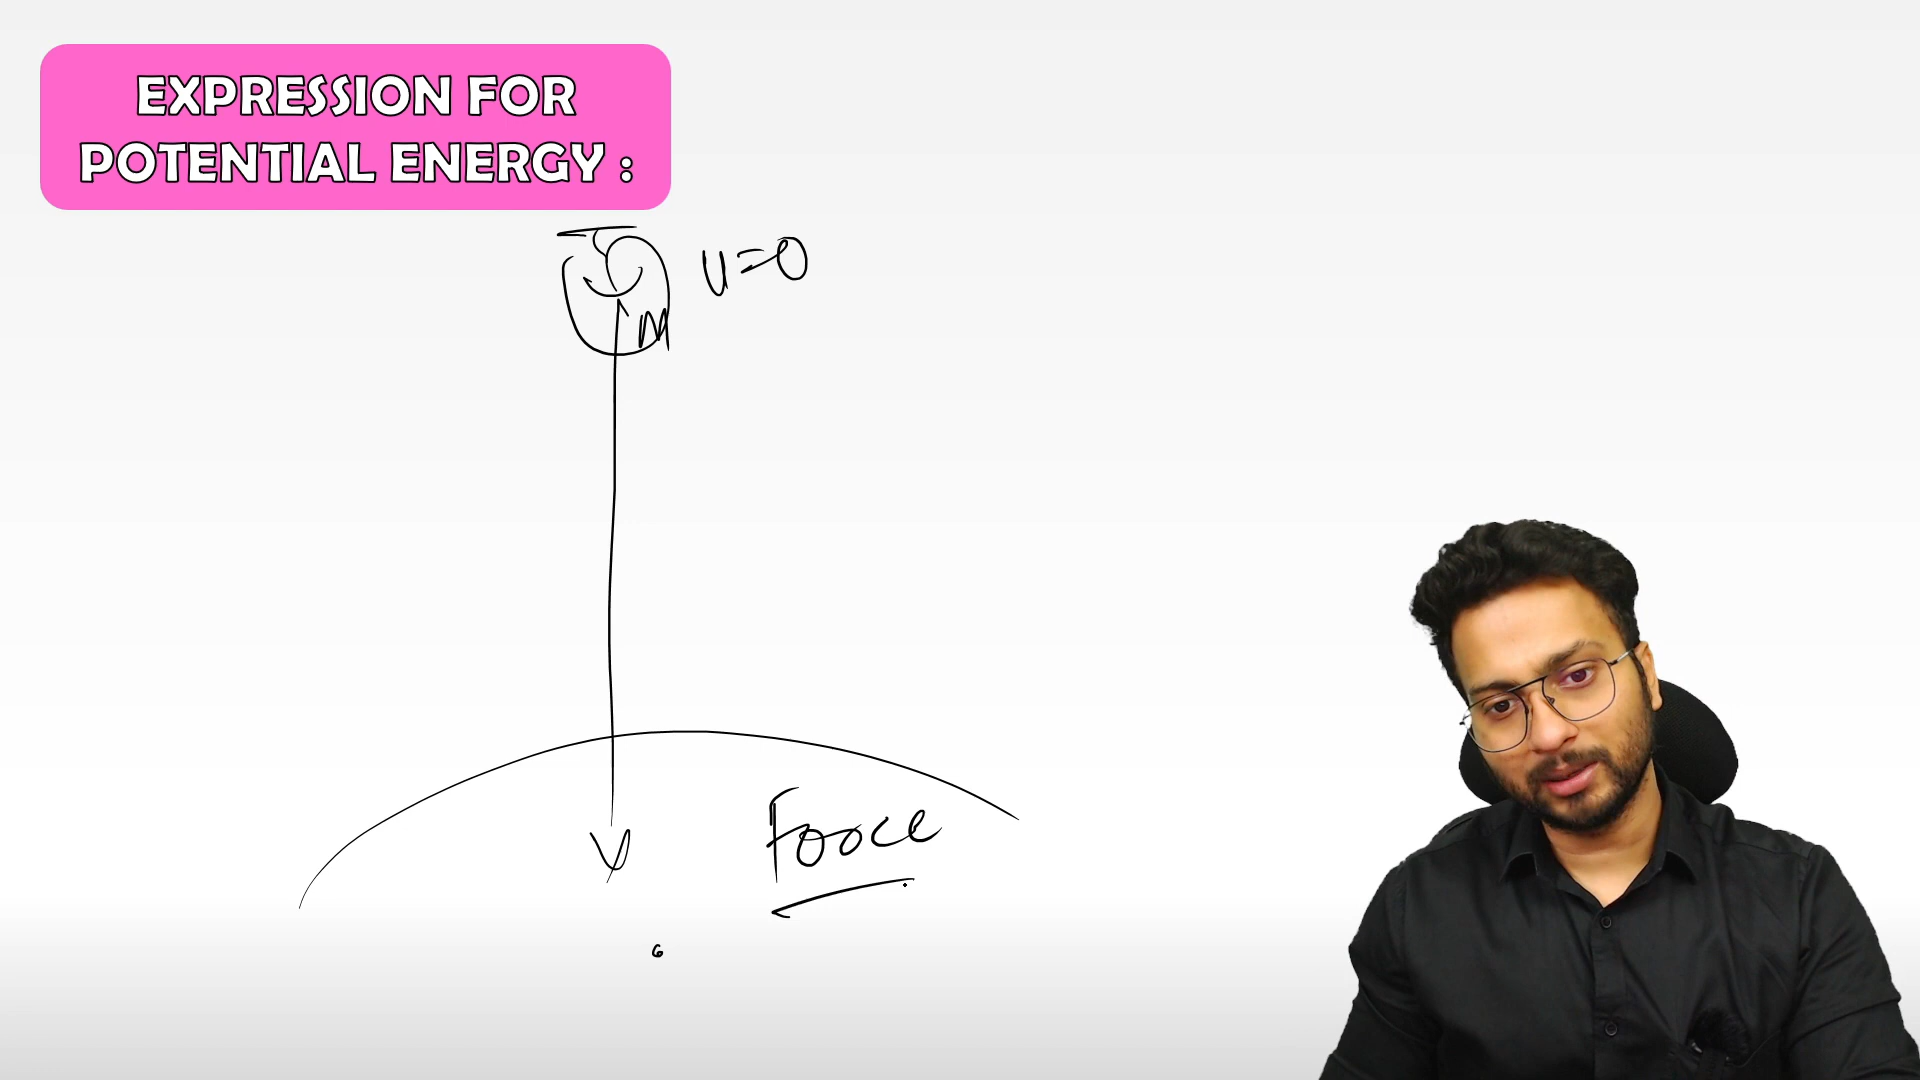 EXPRESSION FOR
POTENTIAL ENERGY :
U=0
M
Force